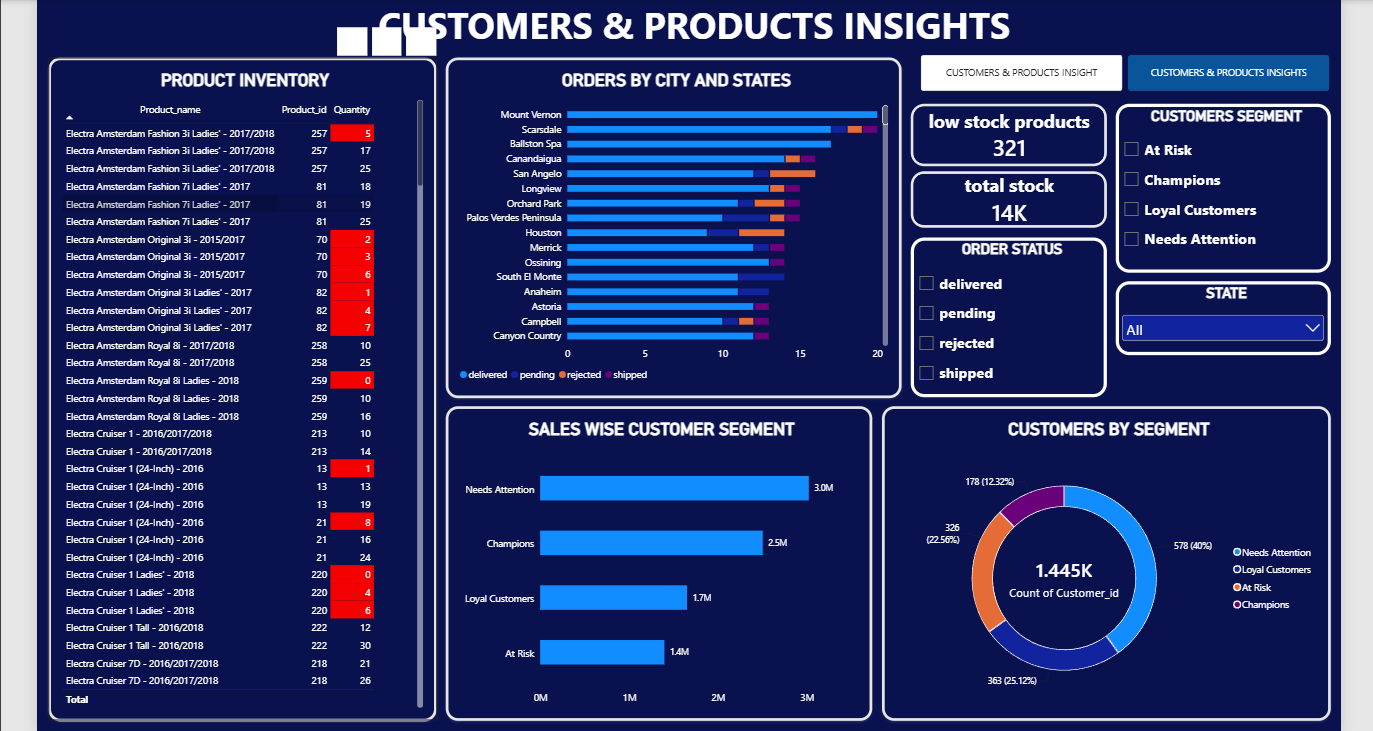 CUSTOMERS & PRODUCTS INSIGHTS
CUSTOMERS & PRODUCTS INSIGHT
CUSTOMERS & PRODUCTS INSIGHTS
PRODUCT INVENTORY
Product_name Product_id Quantity
Electra Amsterdam Fashion 3i Ladies' - 2017/2018 257 5
Electra Amsterdam Fashion 3i Ladies' - 2017/2018 257 17
Electra Amsterdam Fashion 3i Ladies' - 2017/2018 257 25
Electra Amsterdam Fashion 7i Ladies' - 2017 81 18
Electra Amsterdam Fashion 7i Ladies' - 2017 81 19
Electra Amsterdam Fashion 7i Ladies' - 2017 81 25
Electra Amsterdam Original 3i - 2015/2017 70 2
Electra Amsterdam Original 3i - 2015/2017 70 3
Electra Amsterdam Original 3i - 2015/2017 70 6
Electra Amsterdam Original 3i Ladies' - 2017 82 1
Electra Amsterdam Original 3i Ladies' - 2017 82 4
Electra Amsterdam Original 3i Ladies' - 2017 82 7
Electra Amsterdam Royal 8i - 2017/2018 258 10
Electra Amsterdam Royal 8i - 2017/2018 258 25
Electra Amsterdam Royal 8i Ladies - 2018 259 0
Electra Amsterdam Royal 8i Ladies - 2018 259 10
Electra Amsterdam Royal 8i Ladies - 2018 259 16
Electra Cruiser 1 - 2016/2017/2018 213 10
Electra Cruiser 1 - 2016/2017/2018 213 14
Electra Cruiser 1 (24-Inch) - 2016 13 1
Electra Cruiser 1 (24-Inch) - 2016 13 13
Electra Cruiser 1 (24-Inch) - 2016 13 19
Electra Cruiser 1 (24-Inch) - 2016 21 8
Electra Cruiser 1 (24-Inch) - 2016 21 16
Electra Cruiser 1 (24-Inch) - 2016 21 24
Electra Cruiser 1 Ladies' - 2018 220 0
Electra Cruiser 1 Ladies' - 2018 220 4
Electra Cruiser 1 Ladies' - 2018 220 6
Electra Cruiser 1 Tall - 2016/2018 222 12
Electra Cruiser 1 Tall - 2016/2018 222 30
Electra Cruiser 7D - 2016/2017/2018 218 21
Electra Cruiser 7D - 2016/2017/2018 218 26
Total
ORDERS BY CITY AND STATES
Mount Vernon
Scarsdale
Ballston Spa
Canandaigua
San Angelo
Longview
Orchard Park
Palos Verdes Peninsula
Houston
Merrick
Ossining
South El Monte
Anaheim
Astoria
Campbell
Canyon Country
0 5 10 15 20
delivered pending rejected shipped
low stock products
321
total stock
14K
ORDER STATUS
delivered
pending
rejected
shipped
CUSTOMERS SEGMENT
At Risk
Champions
Loyal Customers
Needs Attention
STATE
All
SALES WISE CUSTOMER SEGMENT
Needs Attention 3.0M
Champions 2.5M
Loyal Customers 1.7M
At Risk 1.4M
0M 1M 2M 3M
CUSTOMERS BY SEGMENT
178 (12.32%)
326
(22.56%)
578 (40%)
363 (25.12%)
1.445K
Count of Customer_id
Needs Attention
Loyal Customers
At Risk
Champions